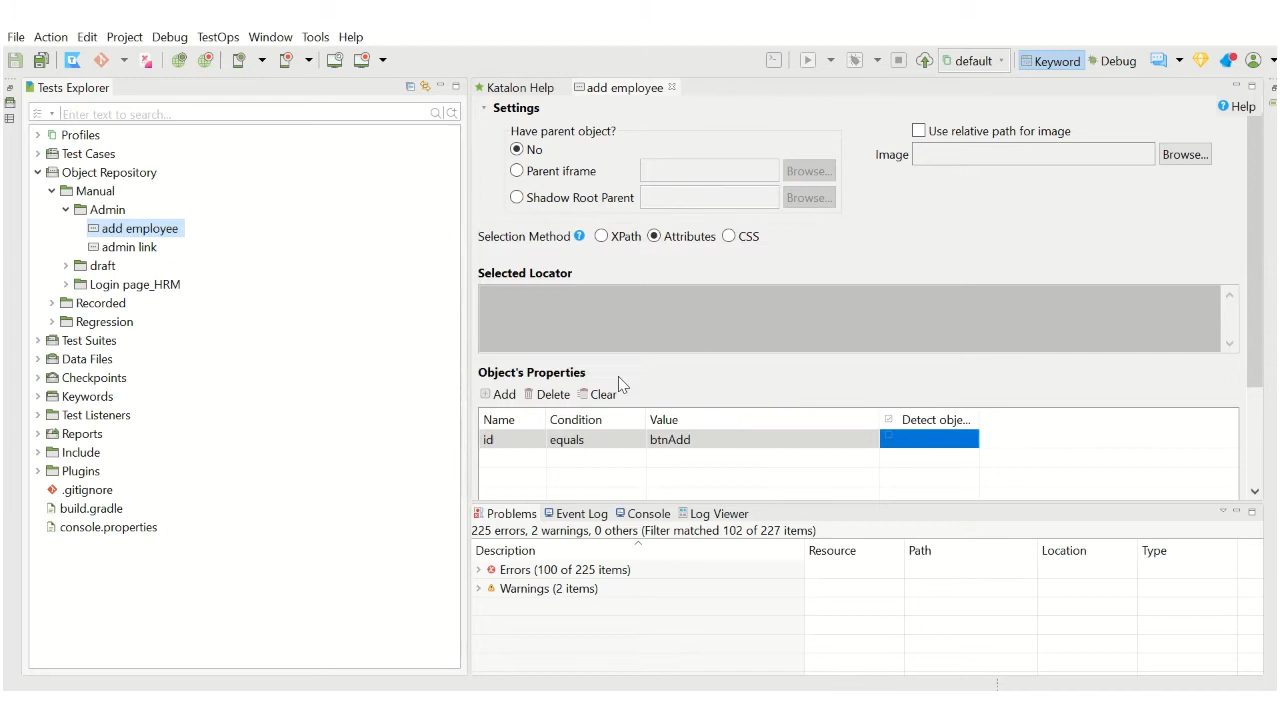 File Action Edit Project Debug TestOps Window Tools Help
default Keyword Debug
Tests Explorer
Enter text to search...
Profiles
Test Cases
Object Repository
Manual
Admin
add employee
admin link
draft
Login page_HRM
Recorded
Regression
Test Suites
Data Files
Checkpoints
Keywords
Test Listeners
Reports
Include
Plugins
.gitignore
build.gradle
console.properties
Katalon Help add employee
Settings Help
Have parent object? Use relative path for image
No
Image Browse...
Parent iframe Browse...
Shadow Root Parent Browse...
Selection Method XPath Attributes CSS
Selected Locator
Object's Properties
Add Delete Clear
Name Condition Value Detect obje...
id equals btnAdd
Problems Event Log Console Log Viewer
225 errors, 2 warnings, 0 others (Filter matched 102 of 227 items)
Description Resource Path Location Type
Errors (100 of 225 items)
Warnings (2 items)